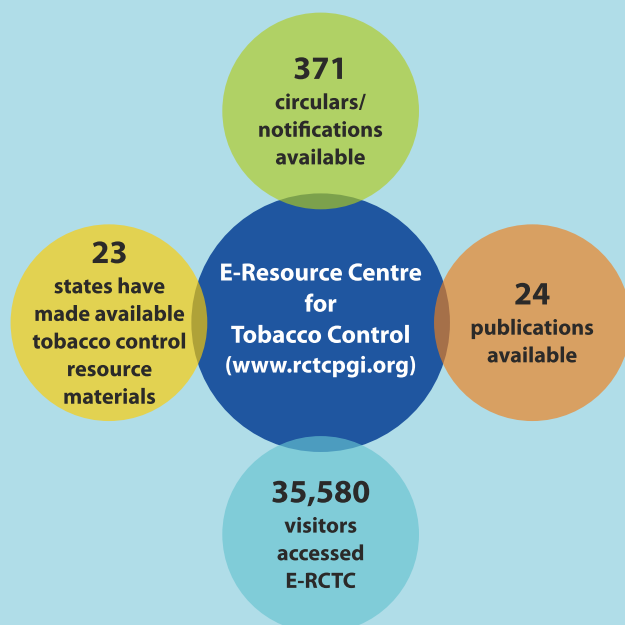 371
circulars/
notifications
available
23
states have
made available
tobacco control
resource
materials
E-Resource Centre
for
Tobacco Control
(www.rctcpgi.org)
24
publications
available
35,580
visitors
accessed
E-RCTC